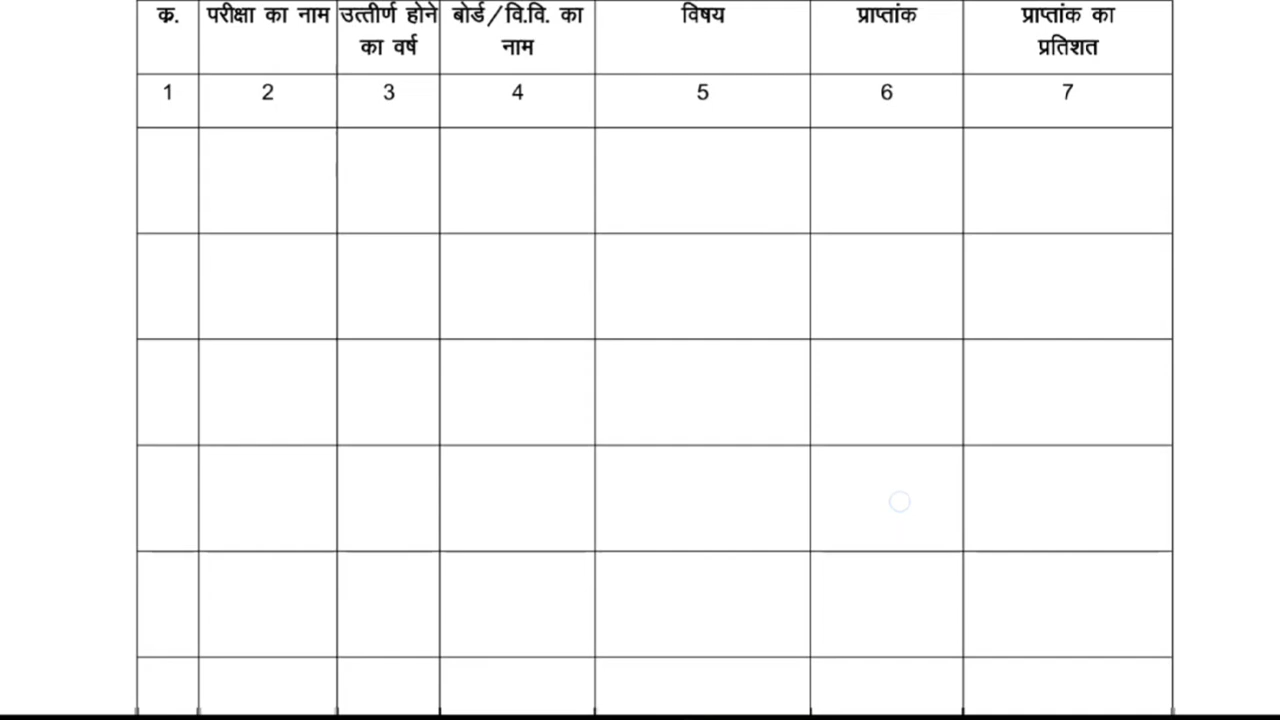 क्र. परीक्षा का नाम उत्तीर्ण होने बोर्ड/वि.वि. का विषय प्राप्तांक प्राप्तांक का
का वर्ष नाम प्रतिशत
1 2 3 4 5 6 7